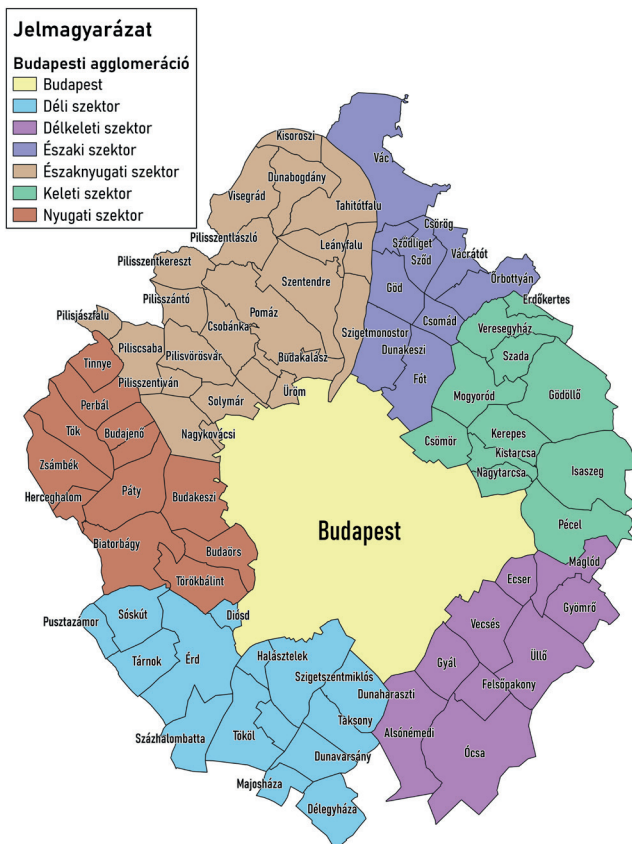 Jelmagyarázat
Budapesti agglomeráció
Budapest
Déli szektor
Délkeleti szektor
Északi szektor
Északnyugati szektor
Keleti szektor
Nyugati szektor
Kisoroszi
Vác
Dunabogdány
Visegrád
Tahitótfalu
Csörög
Pilisszentlászló
Leányfalu
Sződliget
Sződ
Vácrátót
Pilisszentkereszt
Őrbottyán
Szentendre
Pilisszántó
Göd
Erdőkertes
Pilisjászfalu
Pomáz
Csomád
Csobánka
Szigetmonostor
Veresegyház
Piliscsaba
Pilisvörösvár
Dunakeszi
Budakalász
Szada
Tinnye
Fót
Pilisszentiván
Üröm
Mogyoród
Gödöllő
Perbál
Solymár
Tök
Budajenő
Nagykovácsi
Csömör
Kerepes
Kistarcsa
Zsámbék
Nagytarcsa
Isaszeg
Herceghalom
Páty
Budakeszi
Pécel
Budapest
Biatorbágy
Budaörs
Maglód
Törökbálint
Ecser
Gyömrő
Pusztazámor
Sóskút
Diósd
Vecsés
Tárnok
Érd
Halásztelek
Gyál
Üllő
Szigetszentmiklós
Felsőpakony
Dunaharaszti
Taksony
Alsónémedi
Százhalombatta
Tököl
Ócsa
Dunavarsány
Majosháza
Délegyháza